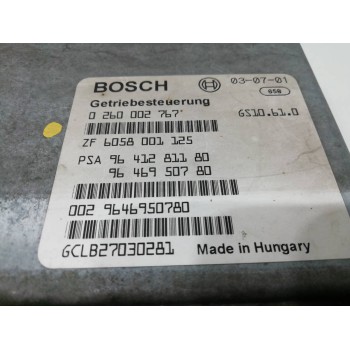 BOSCH 03-07-01
658
Getriebesteuerung
0 260 002 767 GS10.61.0
ZF 6058 001 125
PSA 96 412 811 80
96 469 507 80
002 9646950780
GCLB27030281 Made in Hungary